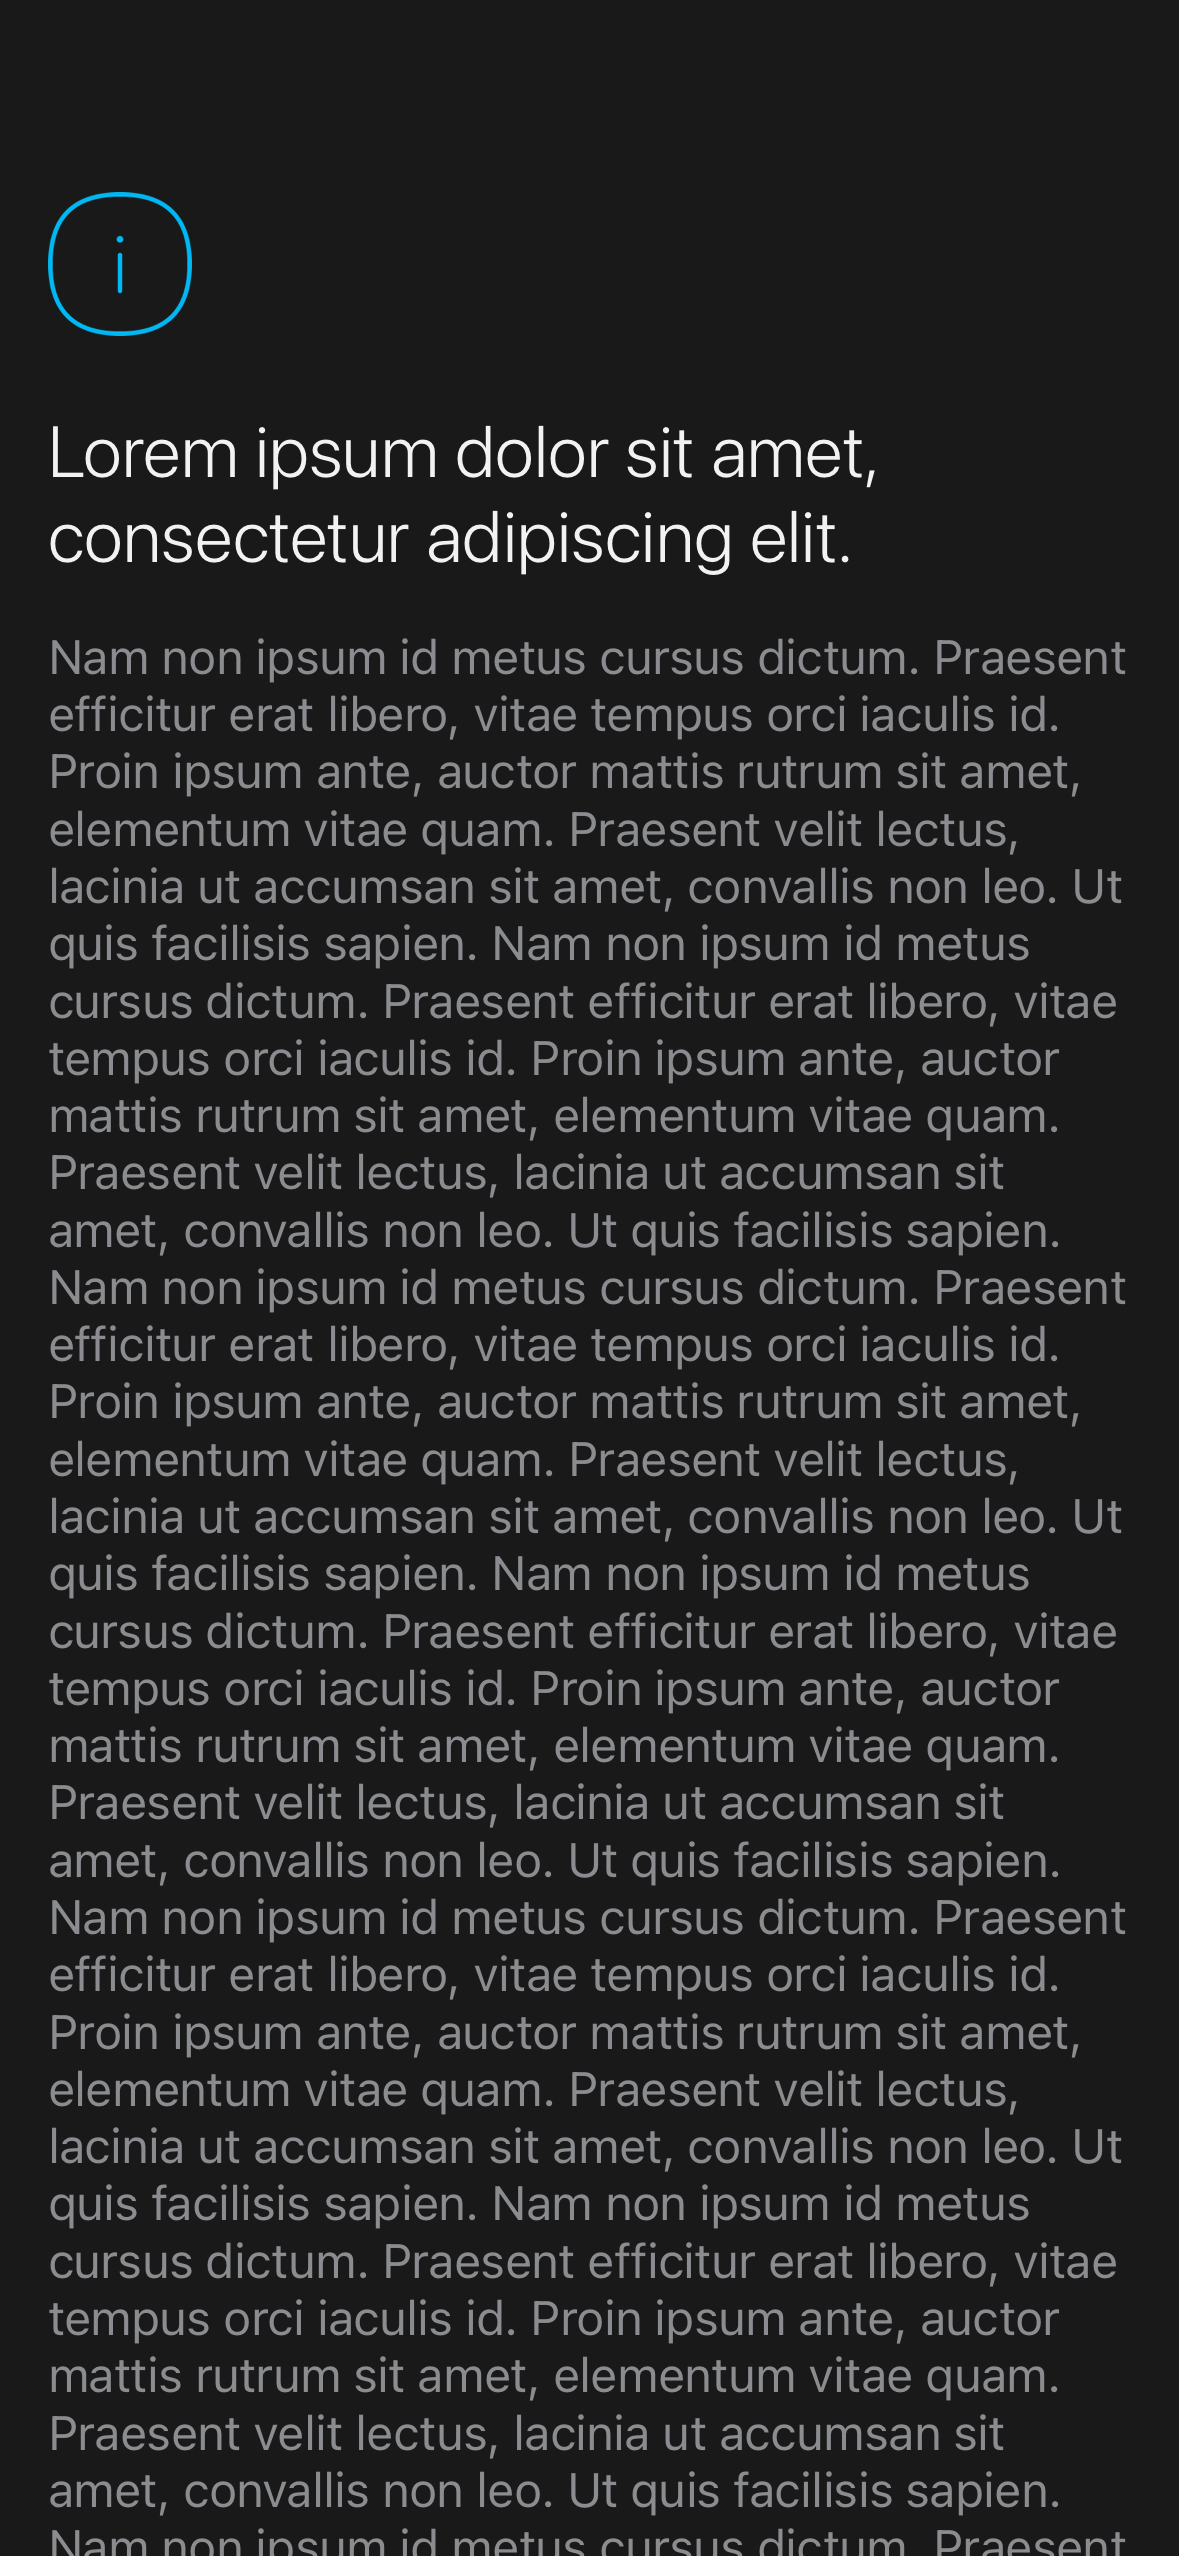 i
Lorem ipsum dolor sit amet,
consectetur adipiscing elit.
Nam non ipsum id metus cursus dictum. Praesent
efficitur erat libero, vitae tempus orci iaculis id.
Proin ipsum ante, auctor mattis rutrum sit amet,
elementum vitae quam. Praesent velit lectus,
lacinia ut accumsan sit amet, convallis non leo. Ut
quis facilisis sapien. Nam non ipsum id metus
cursus dictum. Praesent efficitur erat libero, vitae
tempus orci iaculis id. Proin ipsum ante, auctor
mattis rutrum sit amet, elementum vitae quam.
Praesent velit lectus, lacinia ut accumsan sit
amet, convallis non leo. Ut quis facilisis sapien.
Nam non ipsum id metus cursus dictum. Praesent
efficitur erat libero, vitae tempus orci iaculis id.
Proin ipsum ante, auctor mattis rutrum sit amet,
elementum vitae quam. Praesent velit lectus,
lacinia ut accumsan sit amet, convallis non leo. Ut
quis facilisis sapien. Nam non ipsum id metus
cursus dictum. Praesent efficitur erat libero, vitae
tempus orci iaculis id. Proin ipsum ante, auctor
mattis rutrum sit amet, elementum vitae quam.
Praesent velit lectus, lacinia ut accumsan sit
amet, convallis non leo. Ut quis facilisis sapien.
Nam non ipsum id metus cursus dictum. Praesent
efficitur erat libero, vitae tempus orci iaculis id.
Proin ipsum ante, auctor mattis rutrum sit amet,
elementum vitae quam. Praesent velit lectus,
lacinia ut accumsan sit amet, convallis non leo. Ut
quis facilisis sapien. Nam non ipsum id metus
cursus dictum. Praesent efficitur erat libero, vitae
tempus orci iaculis id. Proin ipsum ante, auctor
mattis rutrum sit amet, elementum vitae quam.
Praesent velit lectus, lacinia ut accumsan sit
amet, convallis non leo. Ut quis facilisis sapien.
Nam non ipsum id metus cursus dictum. Praesent